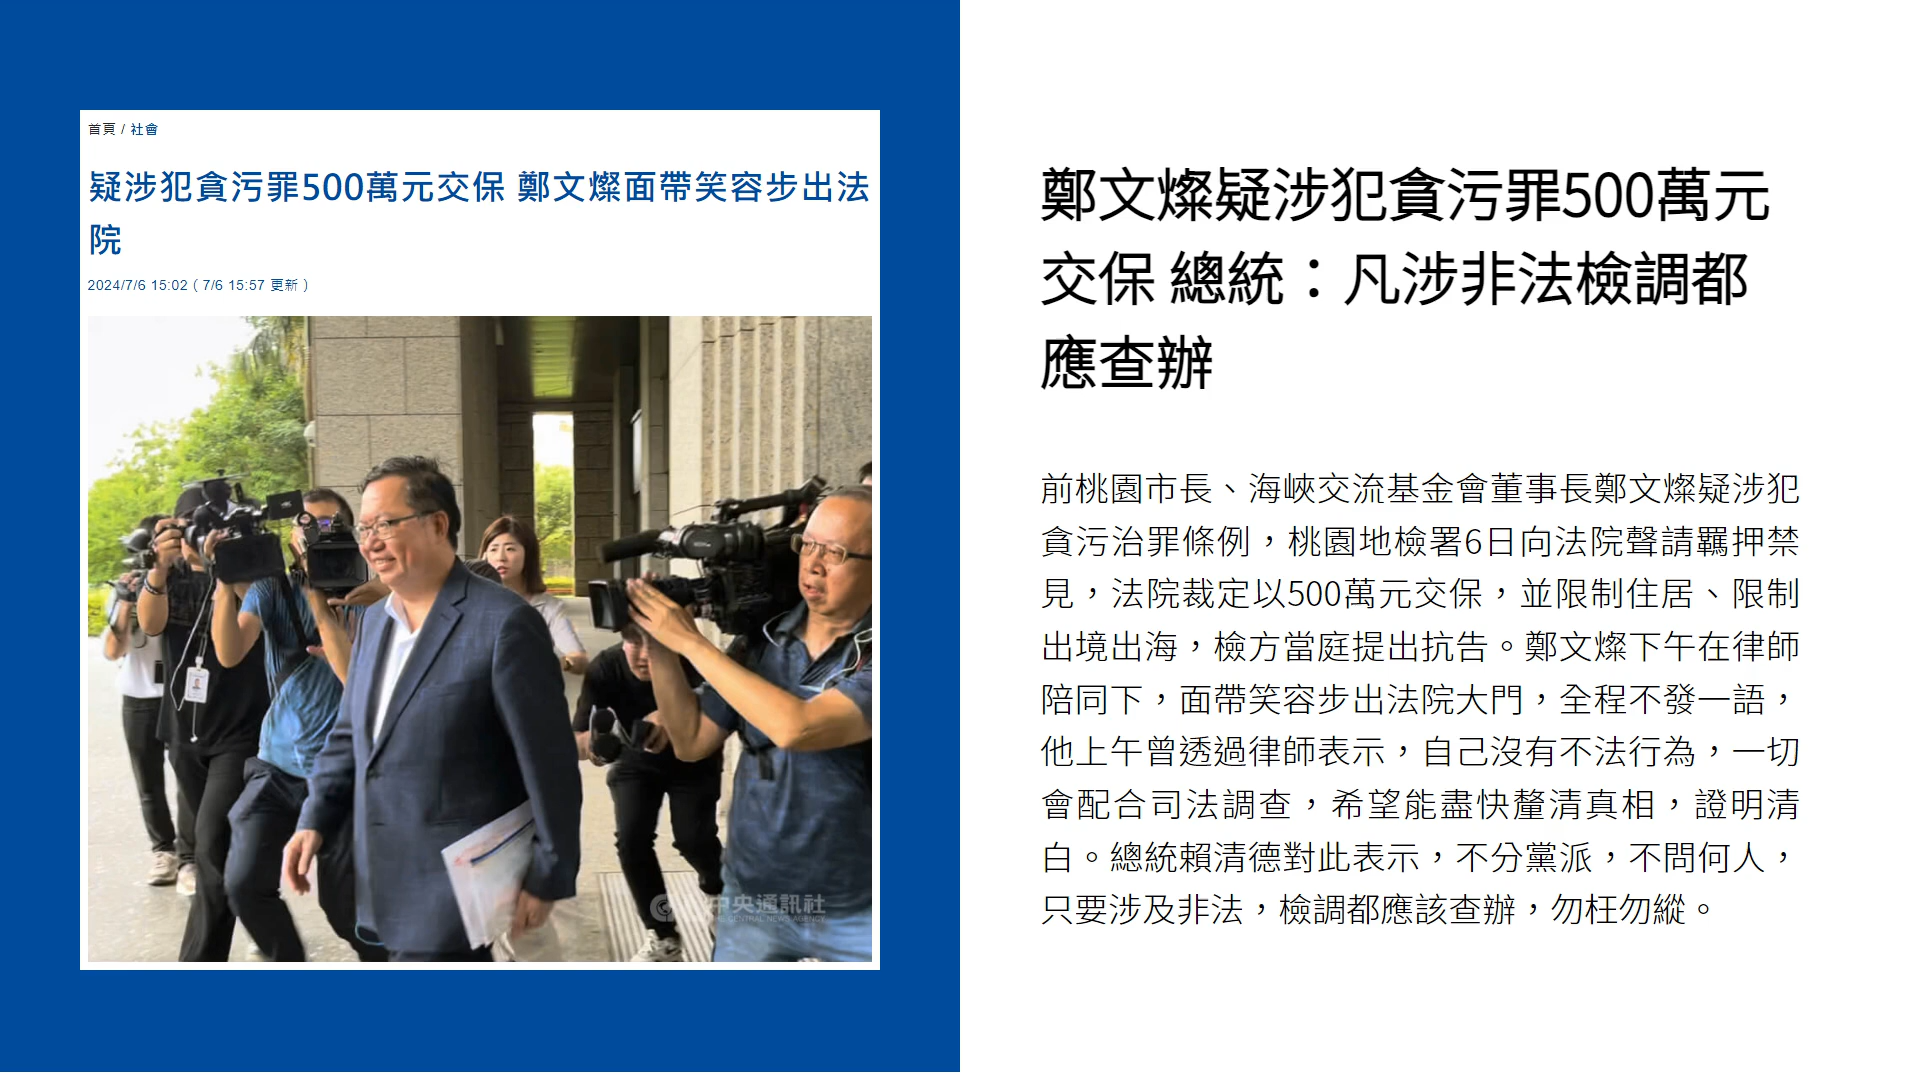 首頁 / 社會
疑涉犯貪污罪500萬元交保 鄭文燦面帶笑容步出法
院
2024/7/6 15:02（7/6 15:57 更新）
中央通訊社
THE CENTRAL NEWS AGENCY
鄭文燦疑涉犯貪污罪500萬元
交保 總統：凡涉非法檢調都
應查辦
前桃園市長、海峽交流基金會董事長鄭文燦疑涉犯
貪污治罪條例，桃園地檢署6日向法院聲請羈押禁
見，法院裁定以500萬元交保，並限制住居、限制
出境出海，檢方當庭提出抗告。鄭文燦下午在律師
陪同下，面帶笑容步出法院大門，全程不發一語，
他上午曾透過律師表示，自己沒有不法行為，一切
會配合司法調查，希望能盡快釐清真相，證明清
白。總統賴清德對此表示，不分黨派，不問何人，
只要涉及非法，檢調都應該查辦，勿枉勿縱。